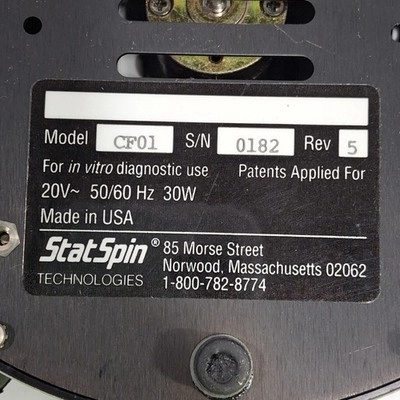 Model CF01 S/N 0182 Rev 5
For in vitro diagnostic use Patents Applied For
20V~ 50/60 Hz 30W
Made in USA
StatSpin® 85 Morse Street
TECHNOLOGIES Norwood, Massachusetts 02062
1-800-782-8774